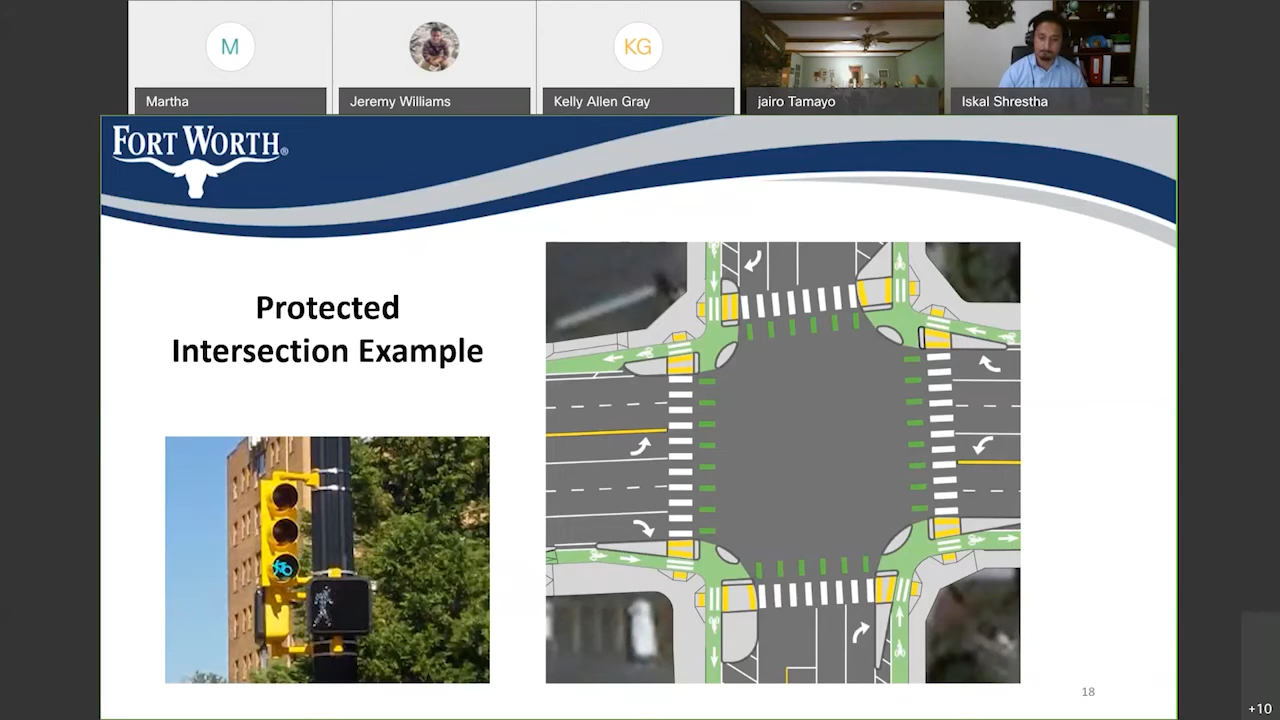 M
KG
Martha
Jeremy Williams
Kelly Allen Gray
jairo Tamayo
Iskal Shrestha
FORT WORTH®
Protected
Intersection Example
18
+10